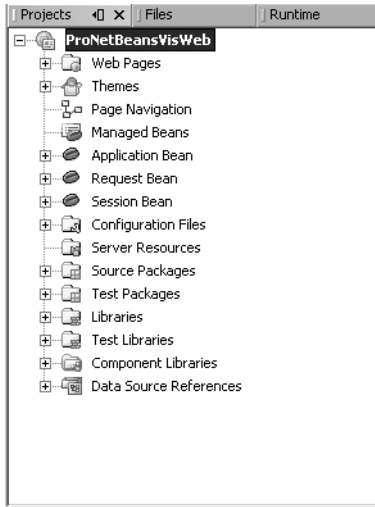 Projects Files Runtime
ProNetBeansVisWeb
Web Pages
Themes
Page Navigation
Managed Beans
Application Bean
Request Bean
Session Bean
Configuration Files
Server Resources
Source Packages
Test Packages
Libraries
Test Libraries
Component Libraries
Data Source References